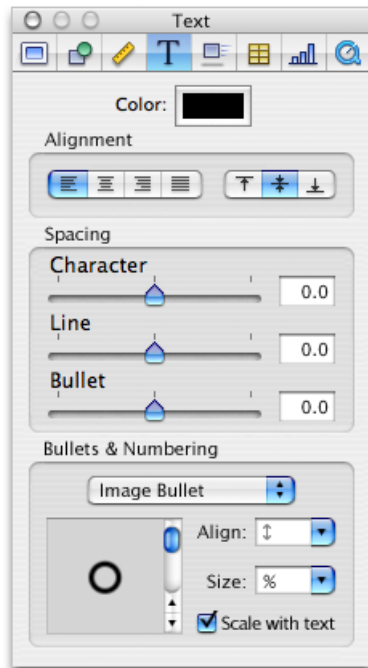 Text
T
Color:
Alignment
Spacing
Character
0.0
Line
0.0
Bullet
0.0
Bullets & Numbering
Image Bullet
Align:
Size: %
Scale with text